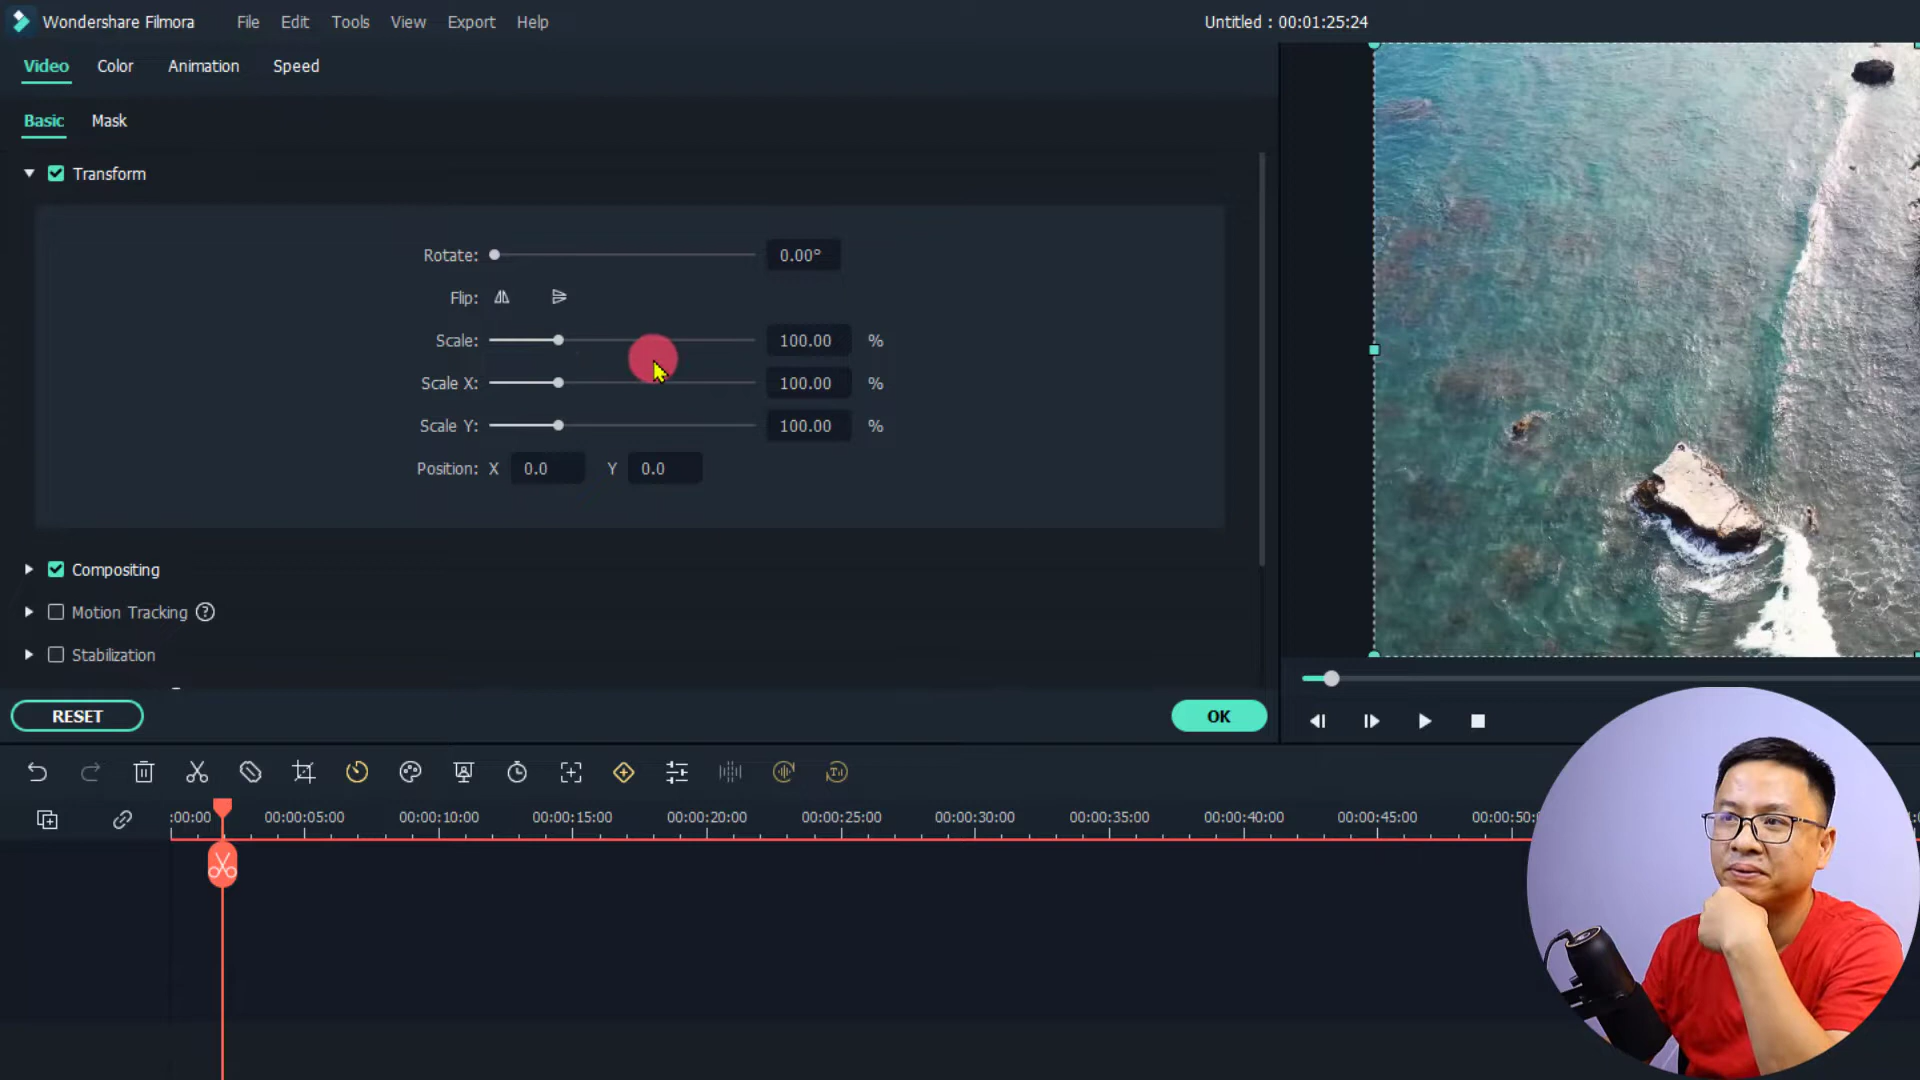 Wondershare Filmora File Edit Tools View Export Help Untitled : 00:01:25:24
Video Color Animation Speed
Basic Mask
Transform
Rotate: 0.00°
Flip:
Scale: 100.00 %
Scale X: 100.00 %
Scale Y: 100.00 %
Position: X 0.0 Y 0.0
Compositing
Motion Tracking ?
Stabilization
RESET OK
:00:00 00:00:05:00 00:00:10:00 00:00:15:00 00:00:20:00 00:00:25:00 00:00:30:00 00:00:35:00 00:00:40:00 00:00:45:00 00:00:50:0